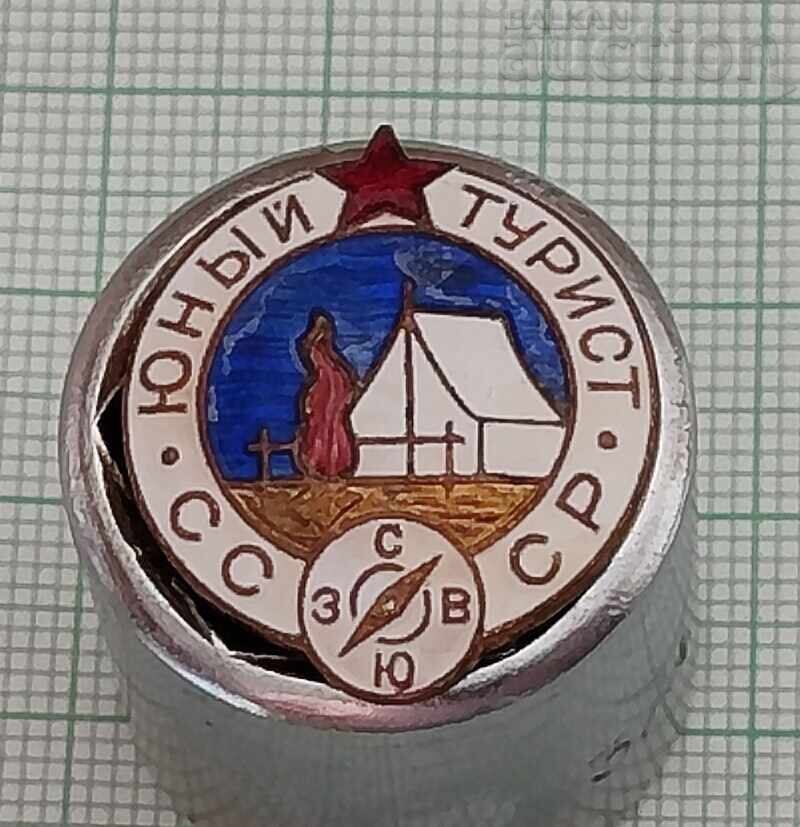 BALKAN
auction
ЮНЫЙ ТУРИСТ
СССР
С
З В
Ю